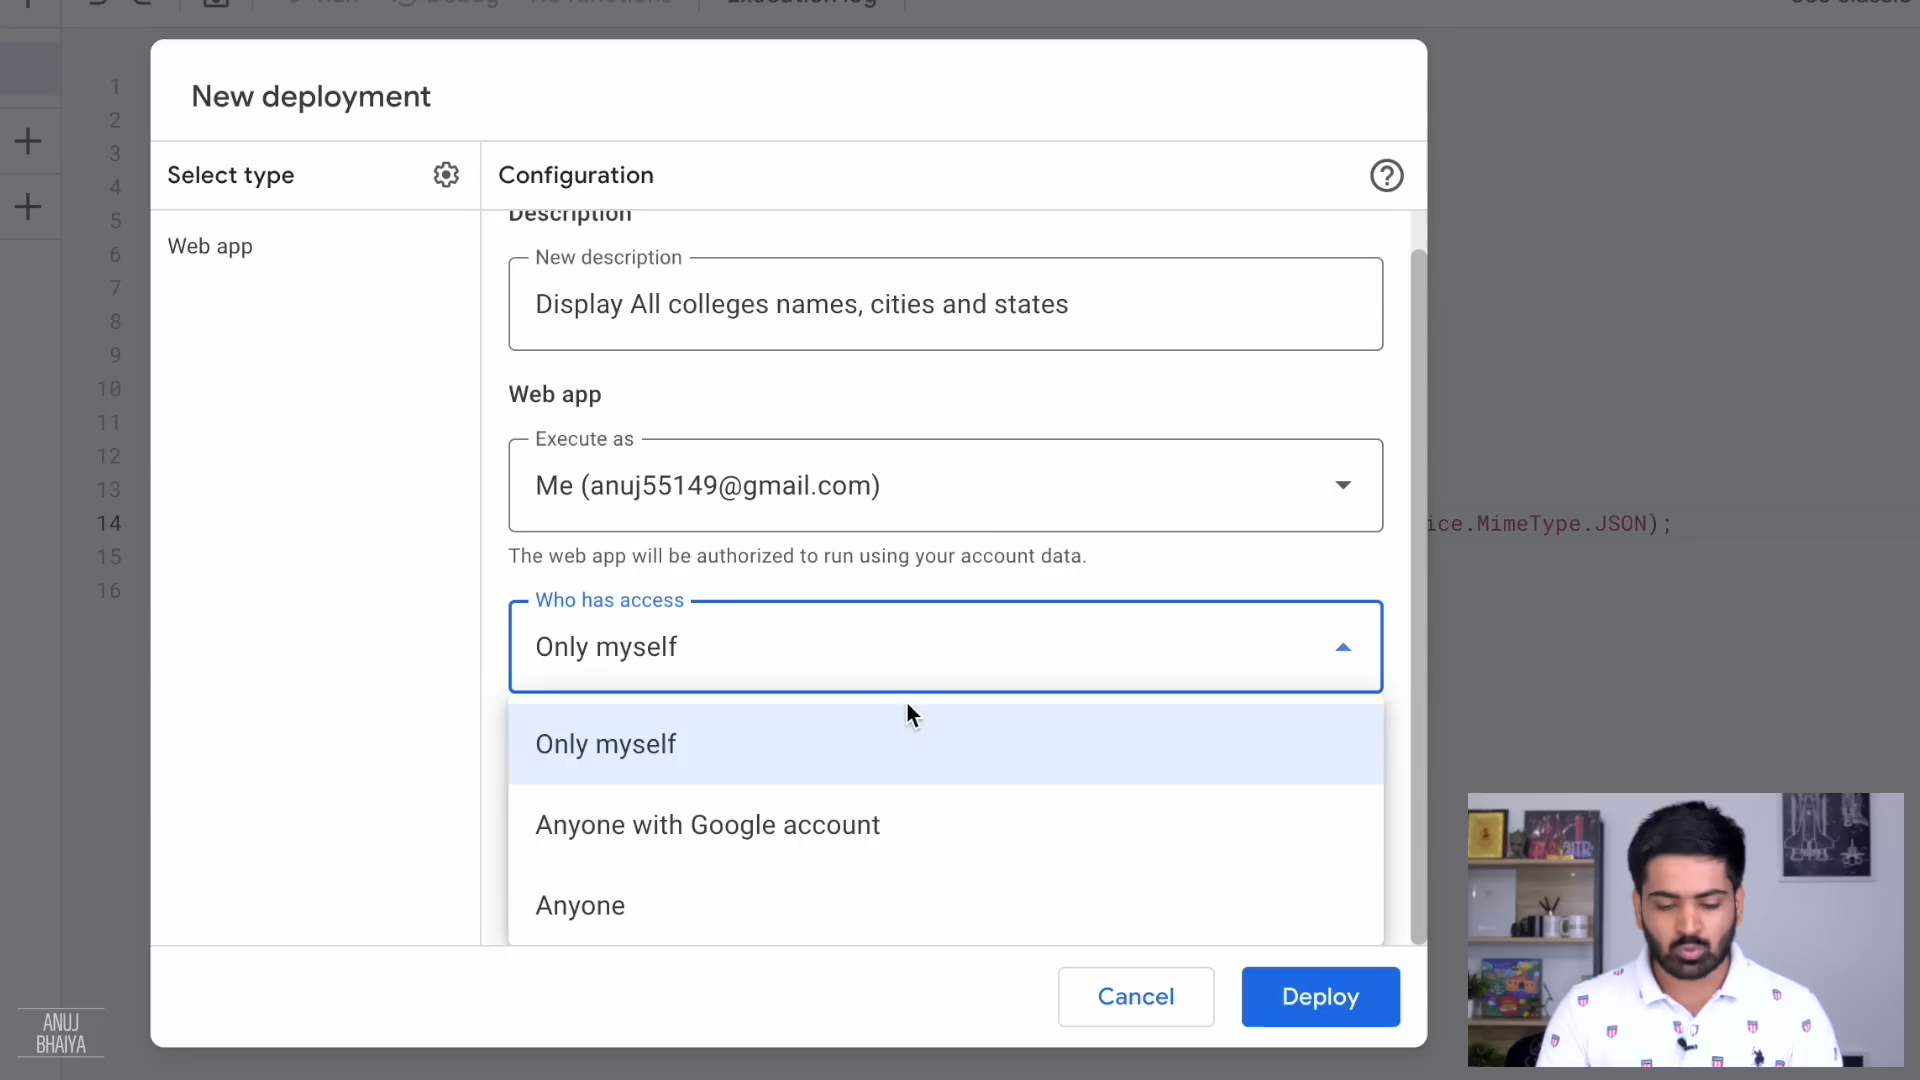 Execution log
New deployment
Select type
Configuration
Description
Web app
New description
Display All colleges names, cities and states
Web app
Execute as
Me (anuj55149@gmail.com)
The web app will be authorized to run using your account data.
Who has access
Only myself
Only myself
Anyone with Google account
Anyone
Cancel
Deploy
1
2
3
4
5
6
7
8
9
10
11
12
13
14
ice.MimeType.JSON);
15
16
ANUJ
BHAIYA